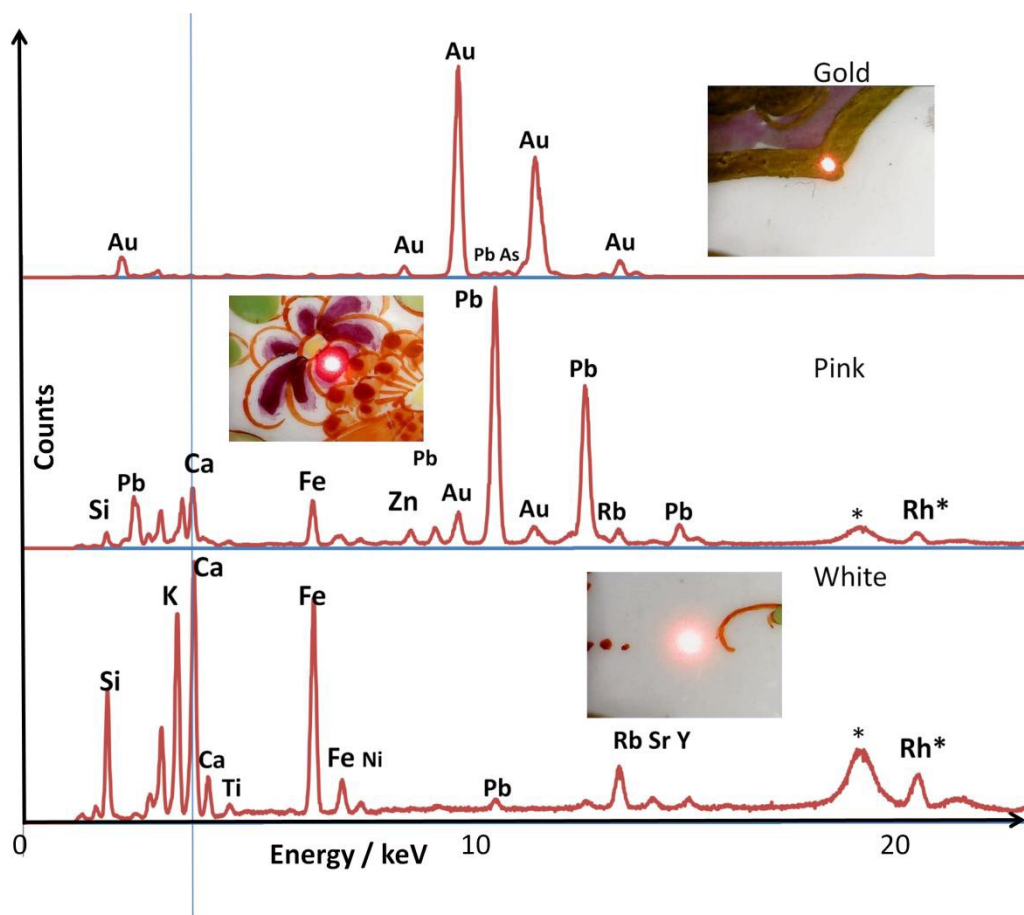 Gold
Au
Au
Au
Au
Pb As
Au
Pink
Pb
Pb
Si
Pb
Ca
Fe
Zn
Pb
Au
Au
Rb
Pb
*
Rh*
White
Si
K
Ca
Ca
Ti
Fe
Fe Ni
Pb
Rb Sr Y
*
Rh*
Counts
0
10
20
Energy / keV